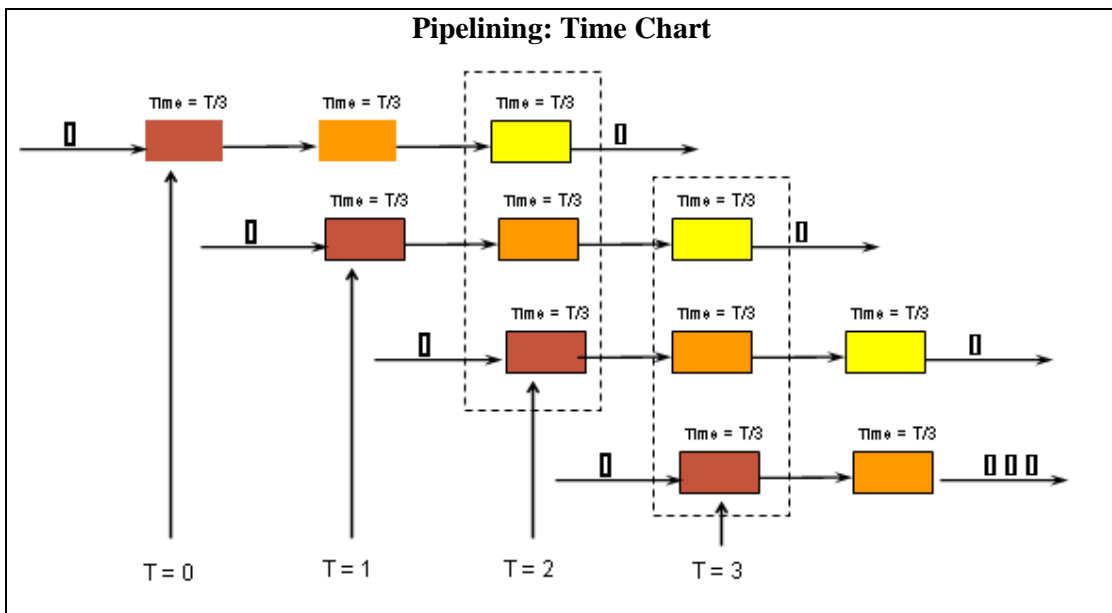 Pipelining: Time Chart
Time = T/3 Time = T/3 Time = T/3
Time = T/3 Time = T/3 Time = T/3
Time = T/3 Time = T/3 Time = T/3
Time = T/3 Time = T/3
T = 0 T = 1 T = 2 T = 3